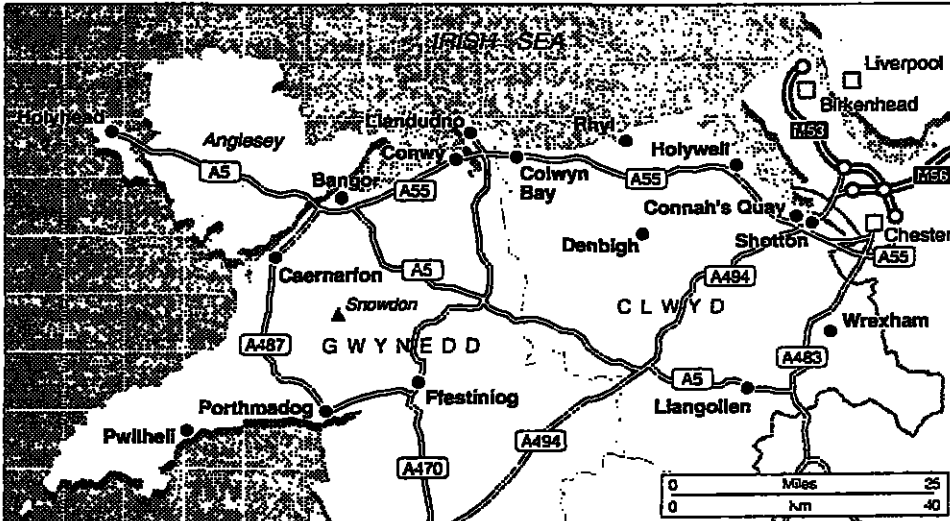 IRISH SEA
Liverpool
Birkenhead
Holyhead
Llandudno
Rhyl
M53
Anglesey
Conwy
Holywell
M56
A5
Bangor
A55
Colwyn
Bay
A55
Connah's Quay
Denbigh
Shotton
Chester
A55
Caernarfon
A5
A494
Snowdon
CLWYD
Wrexham
A487
GWYNEDD
A483
A5
Porthmadog
Ffestiniog
Llangollen
Pwllheli
A494
A470
0 Miles 25
0 km 40